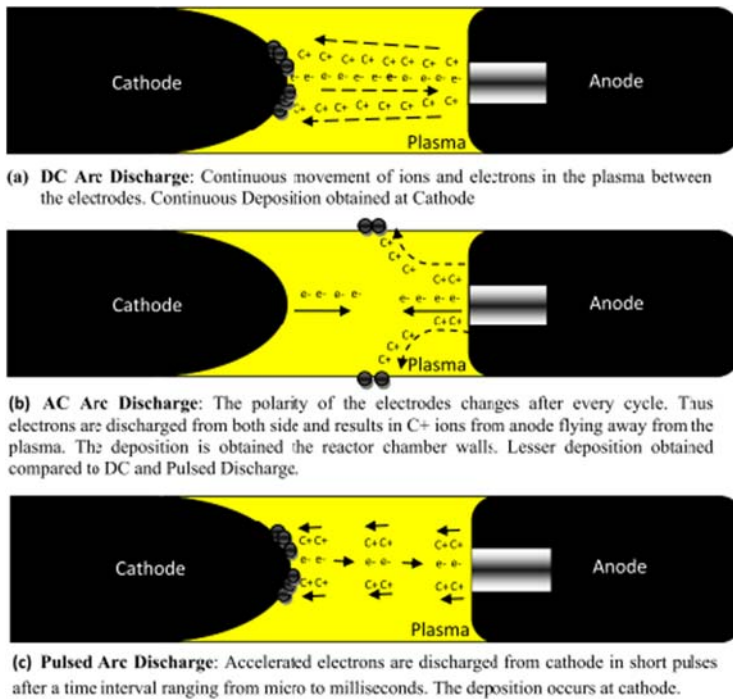 C+ C+ C+ C+ C+ C+ C+ C+
Cathode e- e- e- e- e- e- e- e- e- Anode
C+ C+ C+ C+ C+ C+ C+
Plasma
(a) DC Arc Discharge: Continuous movement of ions and electrons in the plasma between
the electrodes. Continuous Deposition obtained at Cathode
C+
C+
C+ C+C+
Cathode e- e- e- e- e- e- e- e- Anode
C+C+
C+
C+
C+ Plasma
(b) AC Arc Discharge: The polarity of the electrodes changes after every cycle. Thus
electrons are discharged from both side and results in C+ ions from anode flying away from the
plasma. The deposition is obtained the reactor chamber walls. Lesser deposition obtained
compared to DC and Pulsed Discharge.
C+C+ C+C+ C+C+
Cathode e- e- e- e- e- e- Anode
C+C+ C+C+ C+C+
Plasma
(c) Pulsed Arc Discharge: Accelerated electrons are discharged from cathode in short pulses
after a time interval ranging from micro to milliseconds. The deposition occurs at cathode.